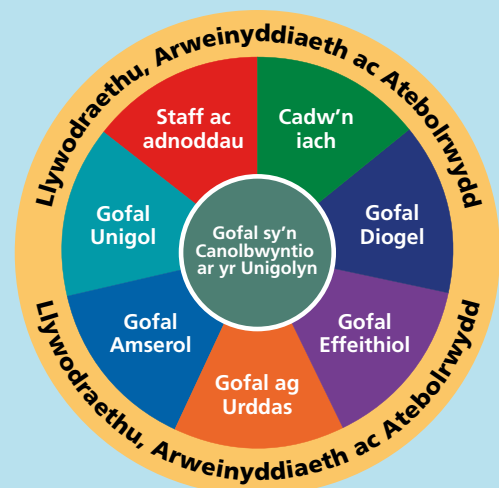 Llywodraethu, Arweinyddiaeth ac Atebolrwydd
Staff ac
adnoddau
Cadw'n
iach
Gofal
Unigol
Gofal
Diogel
Gofal sy'n
Canolbwyntio
ar yr Unigolyn
Gofal
Amserol
Gofal
Effeithiol
Gofal ag
Urddas
Llywodraethu, Arweinyddiaeth ac Atebolrwydd